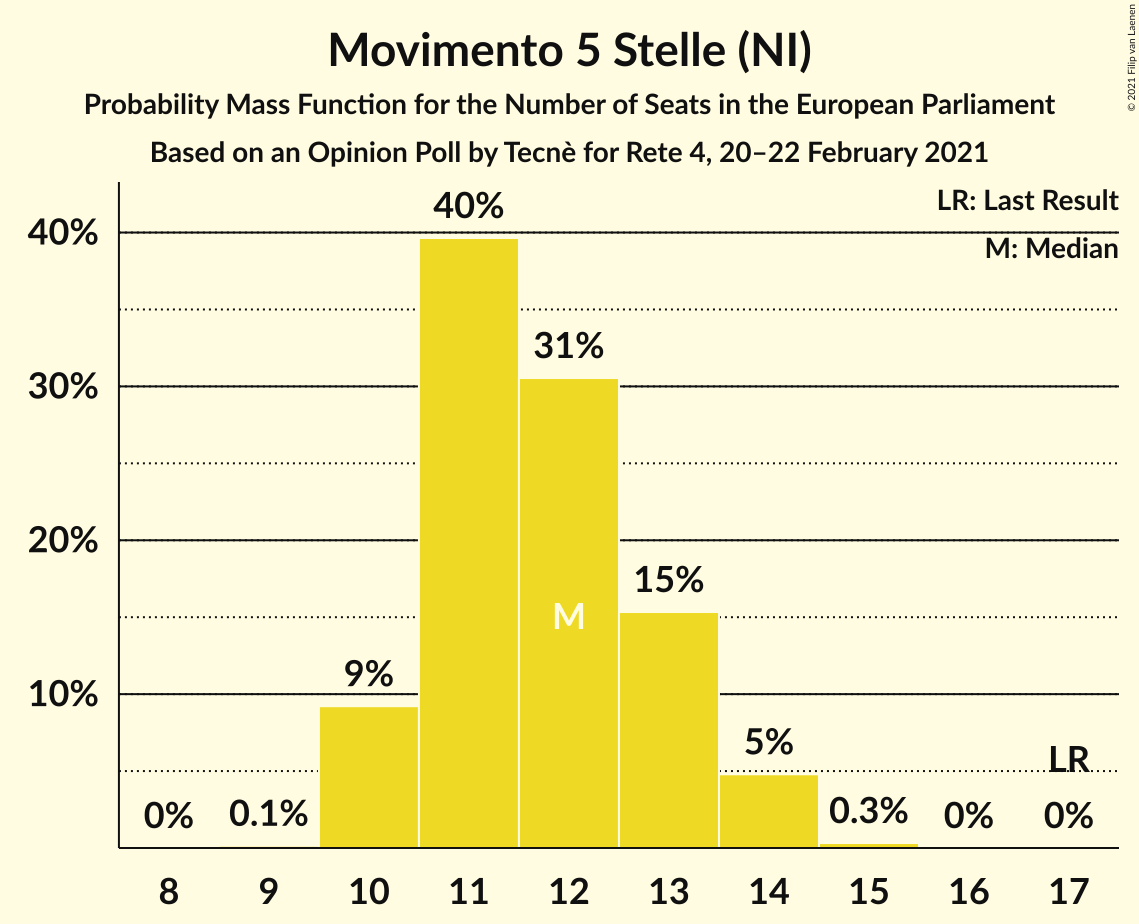 Movimento 5 Stelle (NI)
Probability Mass Function for the Number of Seats in the European Parliament
Based on an Opinion Poll by Tecnè for Rete 4, 20–22 February 2021
© 2021 Filip van Laenen
LR: Last Result
M: Median
40%
30%
20%
10%
0%
0.1%
9%
40%
31%
M
15%
5%
0.3%
0%
LR
0%
8 9 10 11 12 13 14 15 16 17